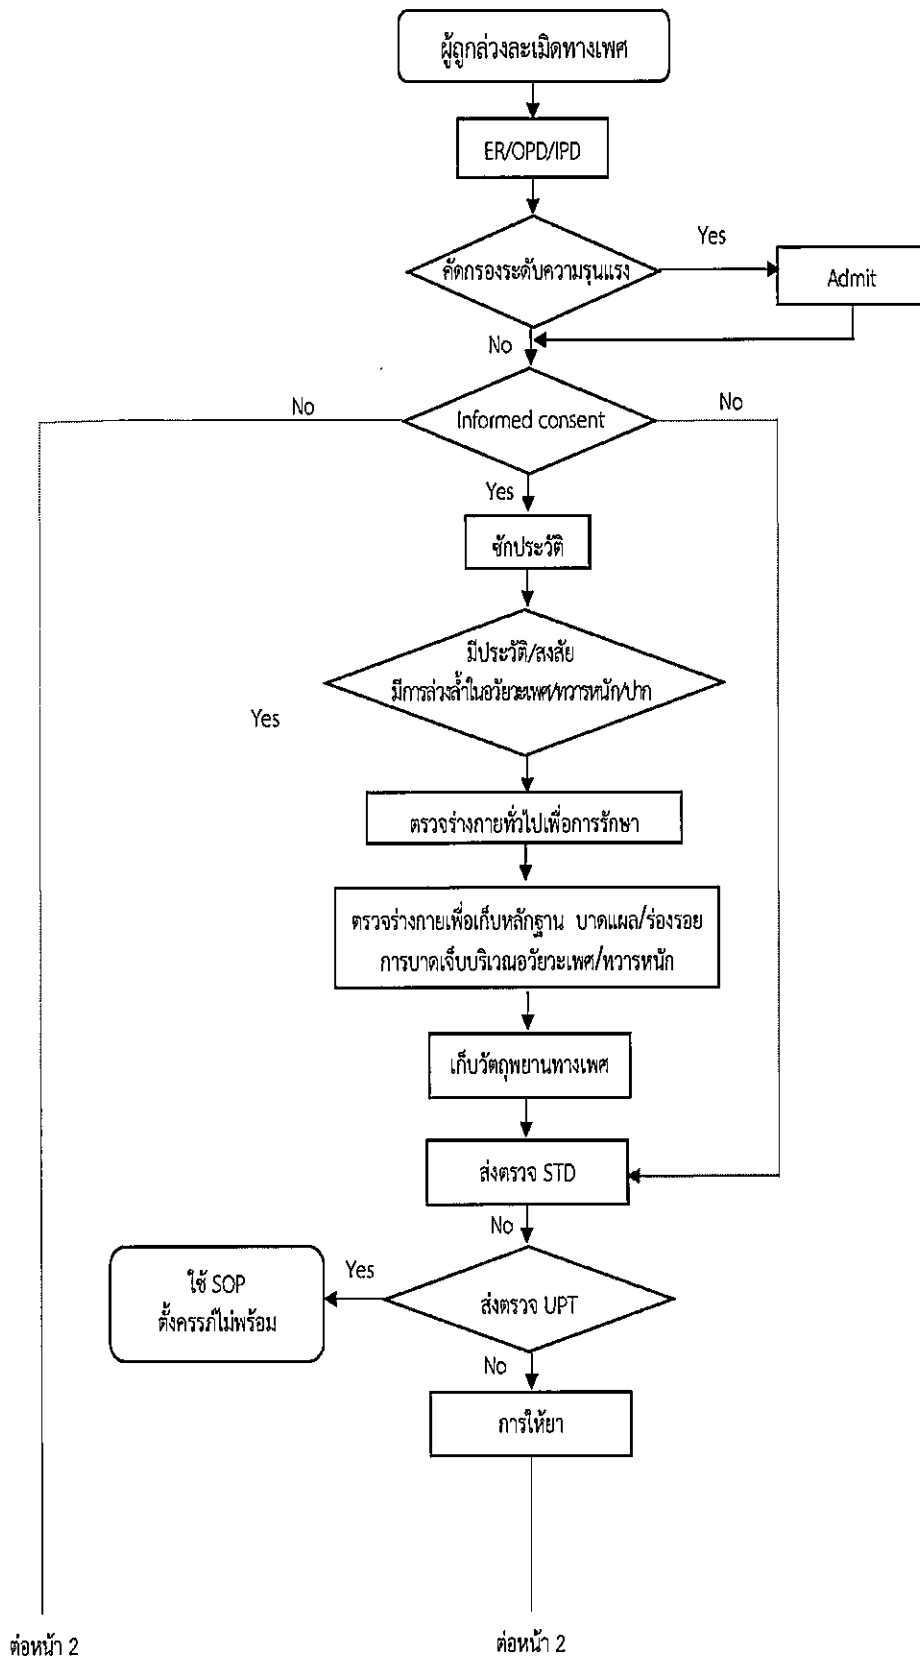 ผู้ถูกล่วงละเมิดทางเพศ
ER/OPD/IPD
คัดกรองระดับความรุนแรง
Yes
Admit
No
No
Informed consent
No
Yes
ซักประวัติ
มีประวัติ/สงสัย
มีการล่วงล้ำในอวัยวะเพศ/ทวารหนัก/ปาก
Yes
ตรวจร่างกายทั่วไปเพื่อการรักษา
ตรวจร่างกายเพื่อเก็บหลักฐาน บาดแผล/ร่องรอย
การบาดเจ็บบริเวณอวัยวะเพศ/ทวารหนัก
เก็บวัตถุพยานทางเพศ
ส่งตรวจ STD
No
ใช้ SOP
ตั้งครรภ์ไม่พร้อม
Yes
ส่งตรวจ UPT
No
การให้ยา
ต่อหน้า 2
ต่อหน้า 2